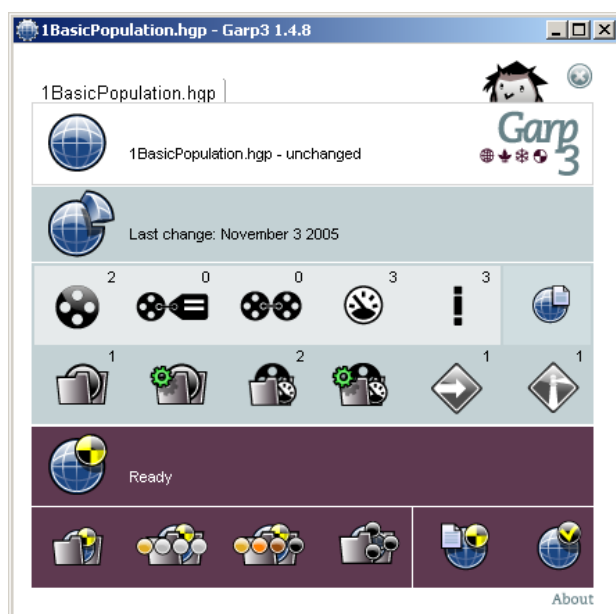 1BasicPopulation.hgp - Garp3 1.4.8
1BasicPopulation.hgp
1BasicPopulation.hgp - unchanged
Garp
3
Last change: November 3 2005
2 0 0 3 3
1 2 1 1
Ready
About